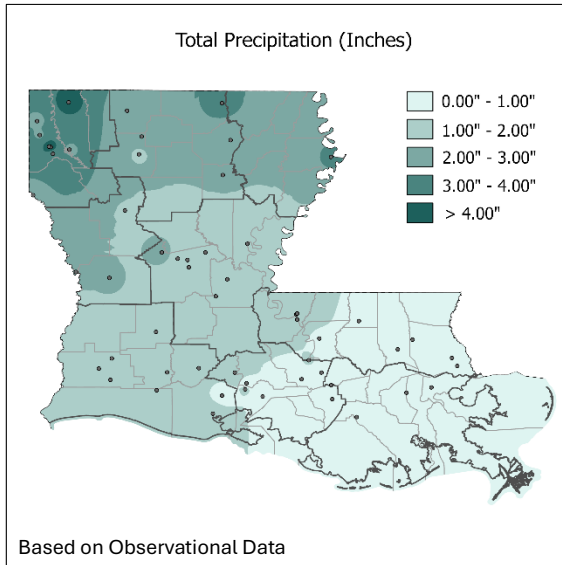 Total Precipitation (Inches)
0.00" - 1.00"
1.00" - 2.00"
2.00" - 3.00"
3.00" - 4.00"
> 4.00"
Based on Observational Data